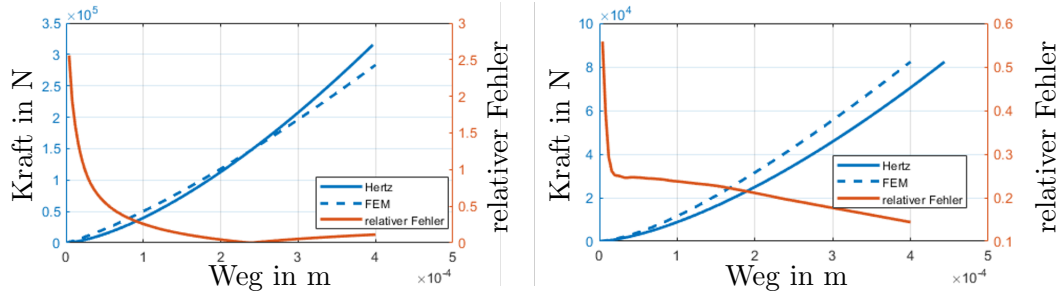 ×10⁵
3.5
3
2.5
2
1.5
1
0.5
0
Kraft in N
3
2.5
2
1.5
1
0.5
0
relativer Fehler
Hertz
FEM
relativer Fehler
0 1 2 3 4 5
Weg in m
×10⁻⁴
×10⁴
10
8
6
4
2
0
Kraft in N
0.6
0.5
0.4
0.3
0.2
0.1
relativer Fehler
Hertz
FEM
relativer Fehler
0 1 2 3 4 5
Weg in m
×10⁻⁴